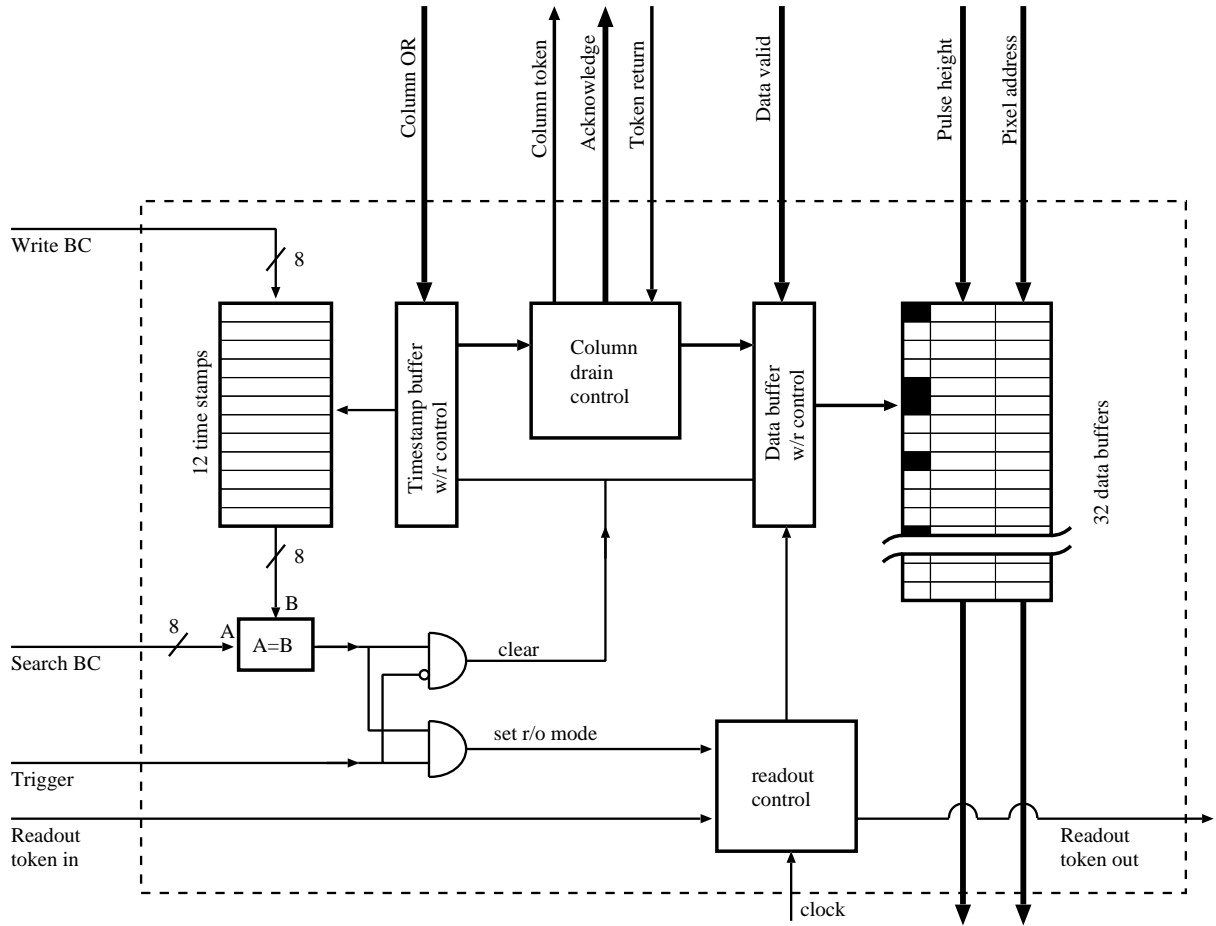 Column OR
Column token
Acknowledge
Token return
Data valid
Pulse height
Pixel address
Write BC
8
12 time stamps
Timestamp buffer
w/r control
Column
drain
control
Data buffer
w/r control
32 data buffers
8
B
8
A
A=B
Search BC
clear
set r/o mode
Trigger
readout
control
Readout
token in
Readout
token out
clock